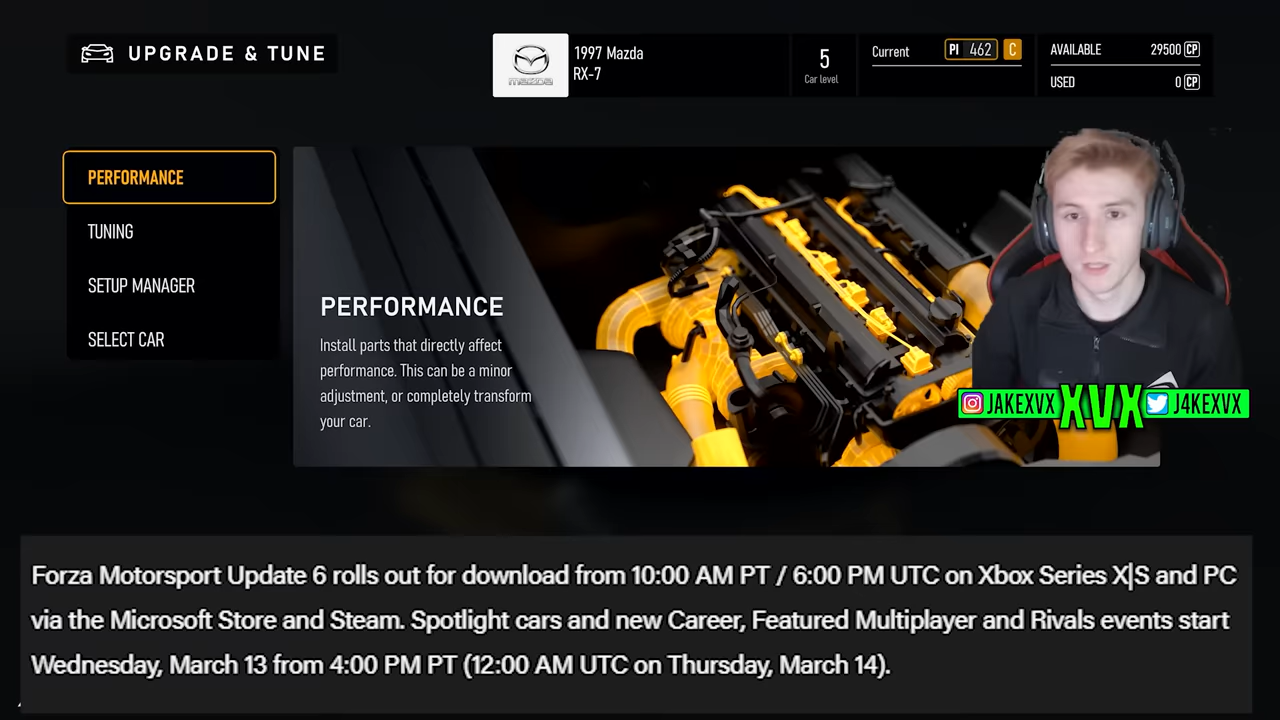 UPGRADE & TUNE
mazda
1997 Mazda
RX-7
5
Car level
Current
PI 462 C
AVAILABLE 29500 CP
USED 0 CP
PERFORMANCE
TUNING
SETUP MANAGER
SELECT CAR
PERFORMANCE
Install parts that directly affect
performance. This can be a minor
adjustment, or completely transform
your car.
JAKEXVX XVX J4KEXVX
Forza Motorsport Update 6 rolls out for download from 10:00 AM PT / 6:00 PM UTC on Xbox Series X|S and PC
via the Microsoft Store and Steam. Spotlight cars and new Career, Featured Multiplayer and Rivals events start
Wednesday, March 13 from 4:00 PM PT (12:00 AM UTC on Thursday, March 14).